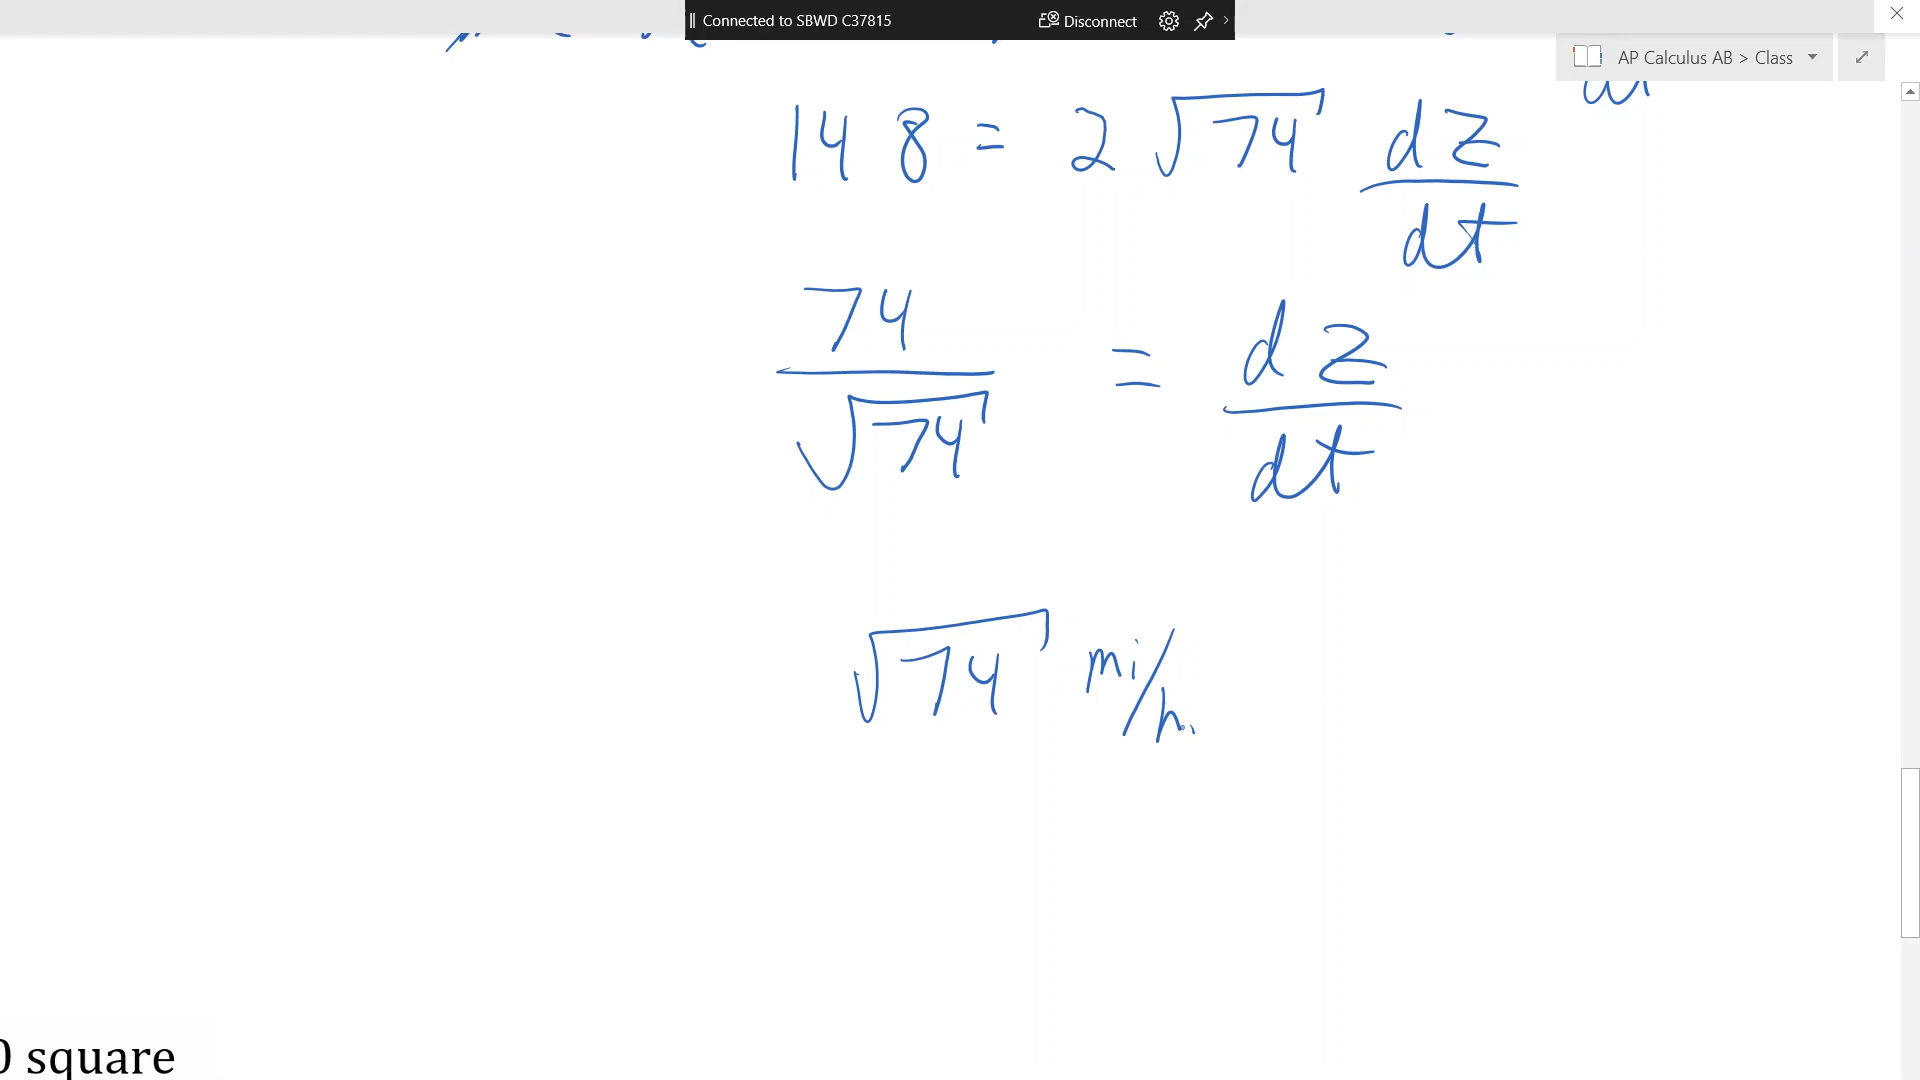 Connected to SBWD C37815 Disconnect
AP Calculus AB > Class
148 = 2 √74 dz/dt
74/√74 = dz/dt
√74 mi/h
0 square